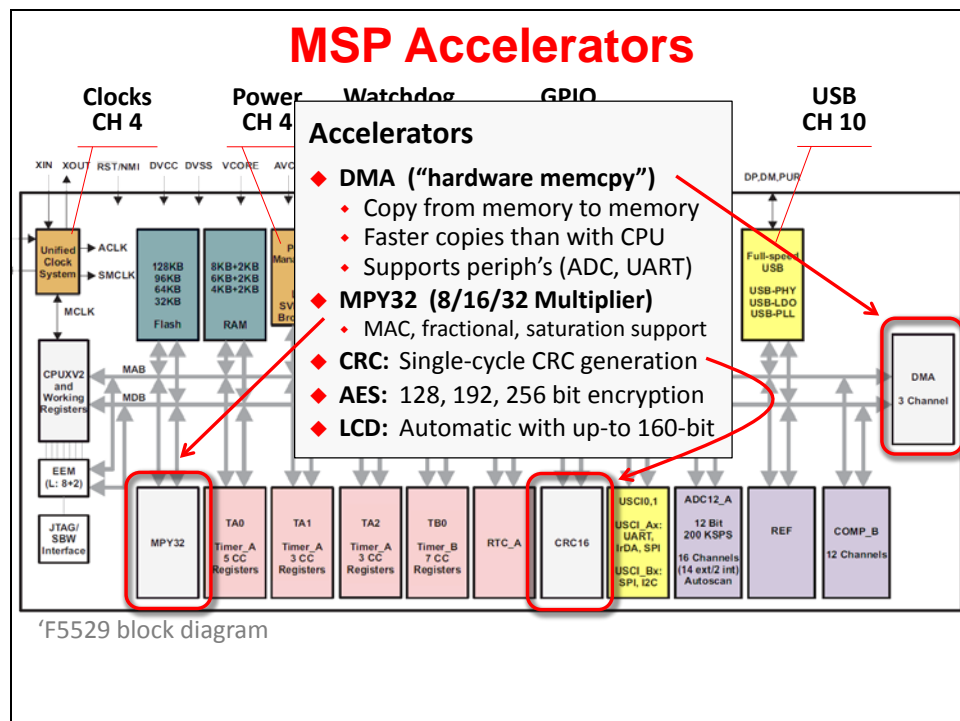 MSP Accelerators
Clocks
CH 4
Power
CH 4
Watchdog
GPIO
USB
CH 10
XIN
XOUT
RST/NMI
DVCC
DVSS
VCORE
DP,DM,PUR
Accelerators
DMA (“hardware memcpy”)
Copy from memory to memory
Faster copies than with CPU
Supports periph’s (ADC, UART)
MPY32 (8/16/32 Multiplier)
MAC, fractional, saturation support
CRC: Single-cycle CRC generation
AES: 128, 192, 256 bit encryption
LCD: Automatic with up-to 160-bit
Unified
Clock
System
ACLK
SMCLK
MCLK
128KB
96KB
64KB
32KB
Flash
8KB+2KB
6KB+2KB
4KB+2KB
RAM
Full-speed
USB
USB-PHY
USB-LDO
USB-PLL
CPUXV2
and
Working
Registers
MAB
MDB
DMA
3 Channel
EEM
(L: 8+2)
JTAG/
SBW
Interface
MPY32
TA0
Timer_A
5 CC
Registers
TA1
Timer_A
3 CC
Registers
TA2
Timer_A
3 CC
Registers
TB0
Timer_B
7 CC
Registers
RTC_A
CRC16
USCI0,1
USCI_Ax:
UART,
IrDA, SPI
USCI_Bx:
SPI, I2C
ADC12_A
12 Bit
200 KSPS
16 Channels
(14 ext/2 int)
Autoscan
REF
COMP_B
12 Channels
‘F5529 block diagram